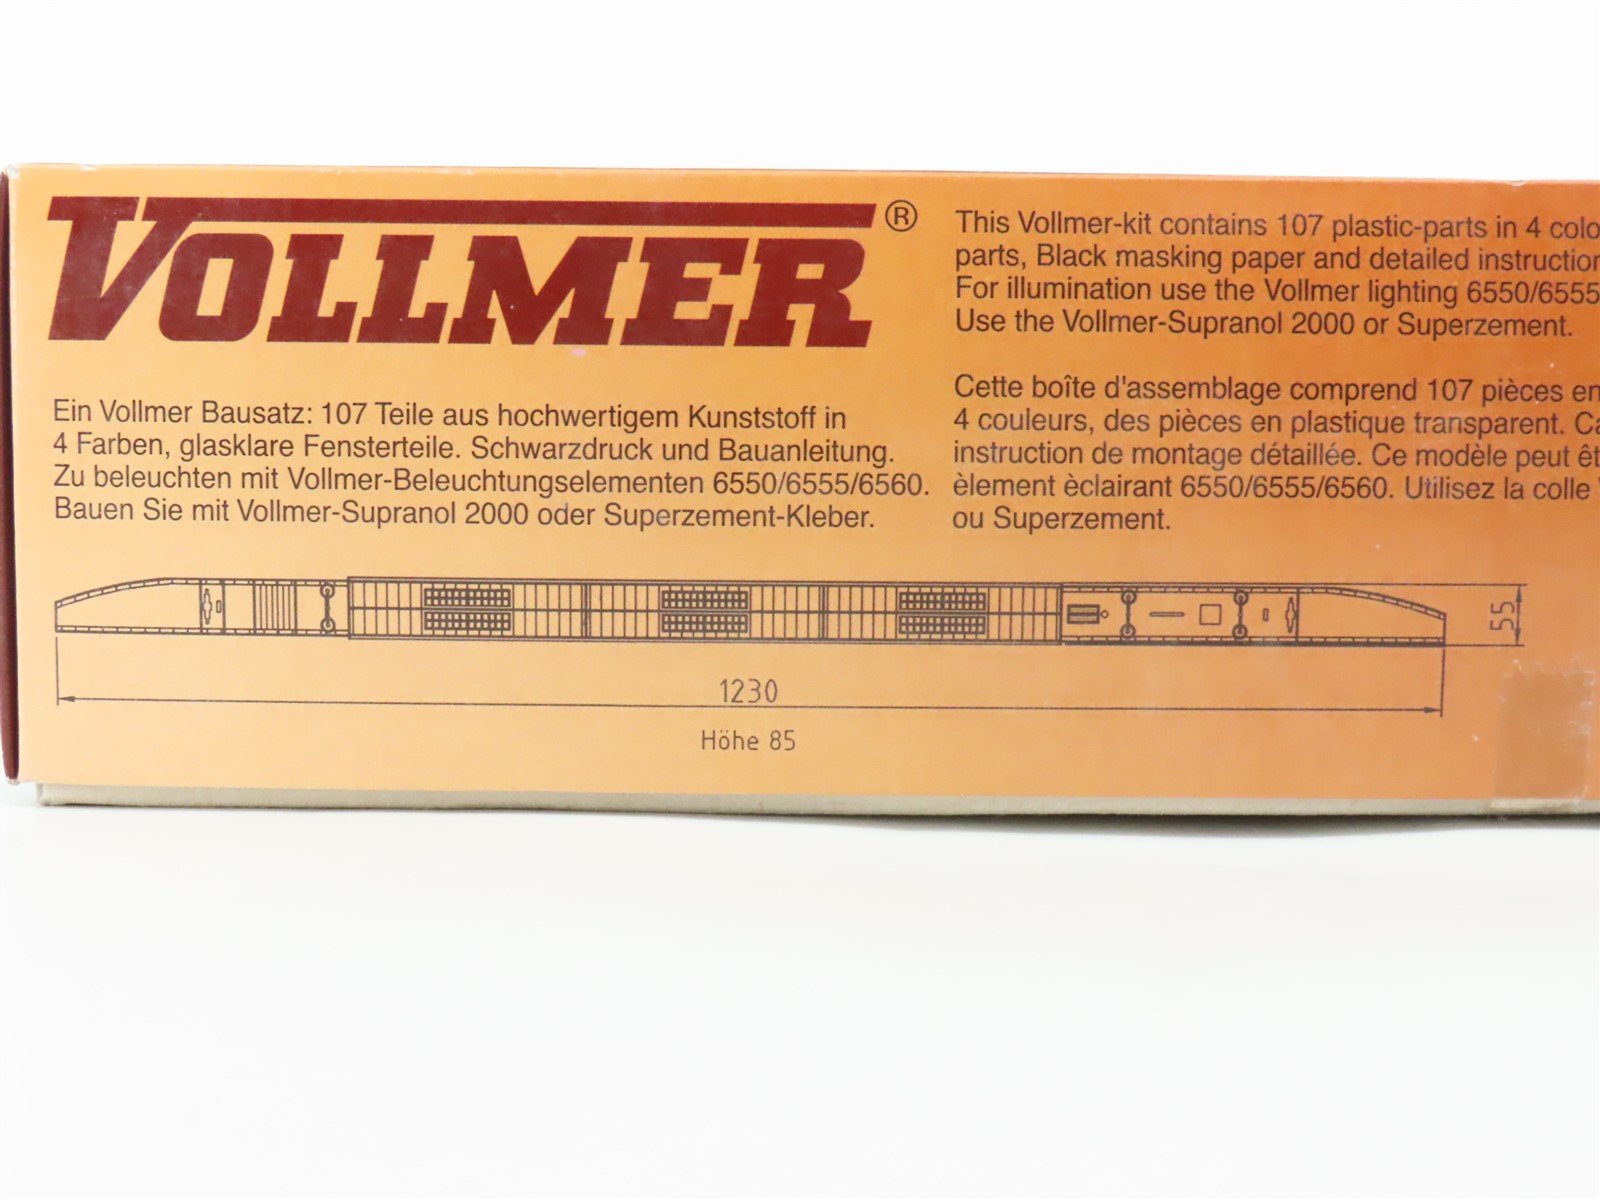 VOLLMER®
Ein Vollmer Bausatz: 107 Teile aus hochwertigem Kunststoff in
4 Farben, glasklare Fensterteile. Schwarzdruck und Bauanleitung.
Zu beleuchten mit Vollmer-Beleuchtungselementen 6550/6555/6560.
Bauen Sie mit Vollmer-Supranol 2000 oder Superzement-Kleber.
This Vollmer-kit contains 107 plastic-parts in 4 colo
parts, Black masking paper and detailed instruction
For illumination use the Vollmer lighting 6550/6555
Use the Vollmer-Supranol 2000 or Superzement.
Cette boîte d'assemblage comprend 107 pièces en
4 couleurs, des pièces en plastique transparent. Ca
instruction de montage détaillée. Ce modèle peut êt
èlement èclairant 6550/6555/6560. Utilisez la colle
ou Superzement.
55
1230
Höhe 85